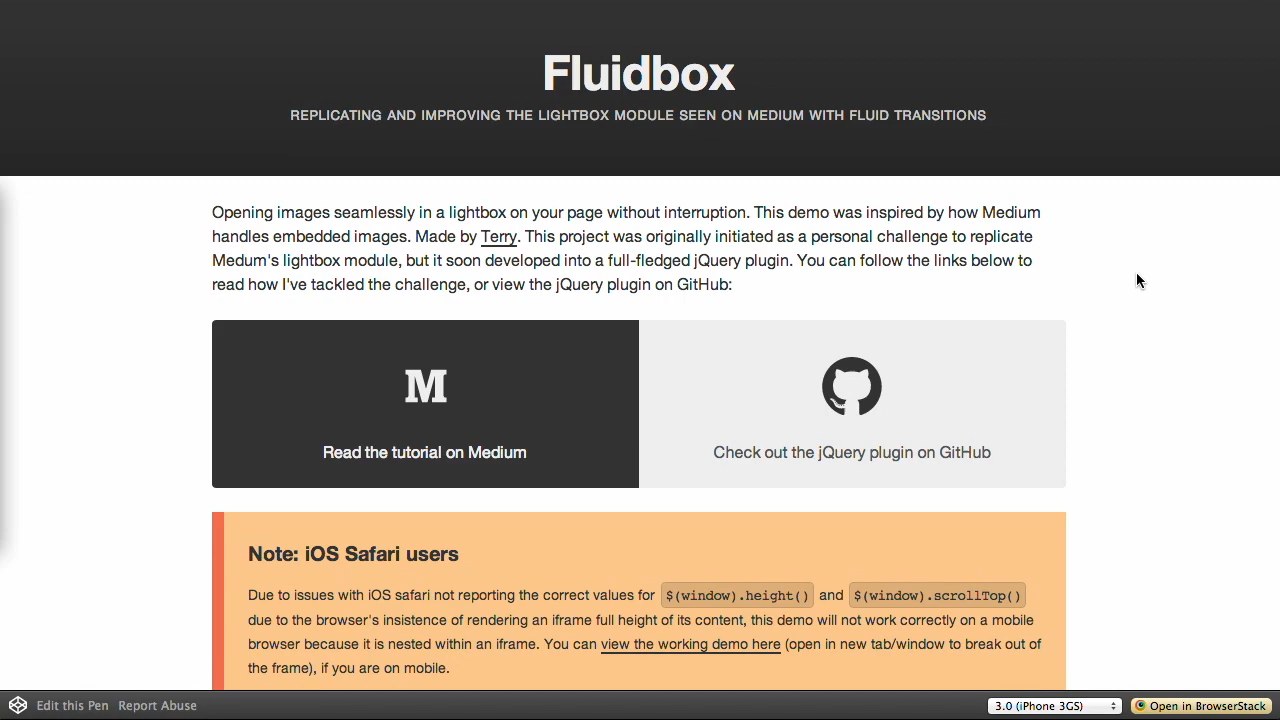 Fluidbox
REPLICATING AND IMPROVING THE LIGHTBOX MODULE SEEN ON MEDIUM WITH FLUID TRANSITIONS
Opening images seamlessly in a lightbox on your page without interruption. This demo was inspired by how Medium
handles embedded images. Made by Terry. This project was originally initiated as a personal challenge to replicate
Medum's lightbox module, but it soon developed into a full-fledged jQuery plugin. You can follow the links below to
read how I've tackled the challenge, or view the jQuery plugin on GitHub:
M
Read the tutorial on Medium
Check out the jQuery plugin on GitHub
Note: iOS Safari users
Due to issues with iOS safari not reporting the correct values for $(window).height() and $(window).scrollTop()
due to the browser's insistence of rendering an iframe full height of its content, this demo will not work correctly on a mobile
browser because it is nested within an iframe. You can view the working demo here (open in new tab/window to break out of
the frame), if you are on mobile.
Edit this Pen Report Abuse
3.0 (iPhone 3GS)
Open in BrowserStack